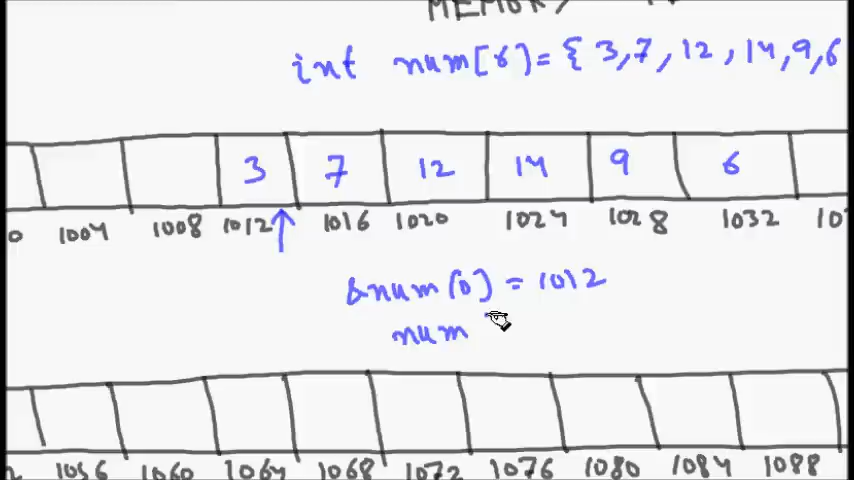 int num[6]={ 3,7,12,14,9,6
3 7 12 14 9 6
1004 1008 1012 1016 1020 1024 1028 1032
&num[0] = 1012
num
1056 1060 1064 1068 1072 1076 1080 1084 1088